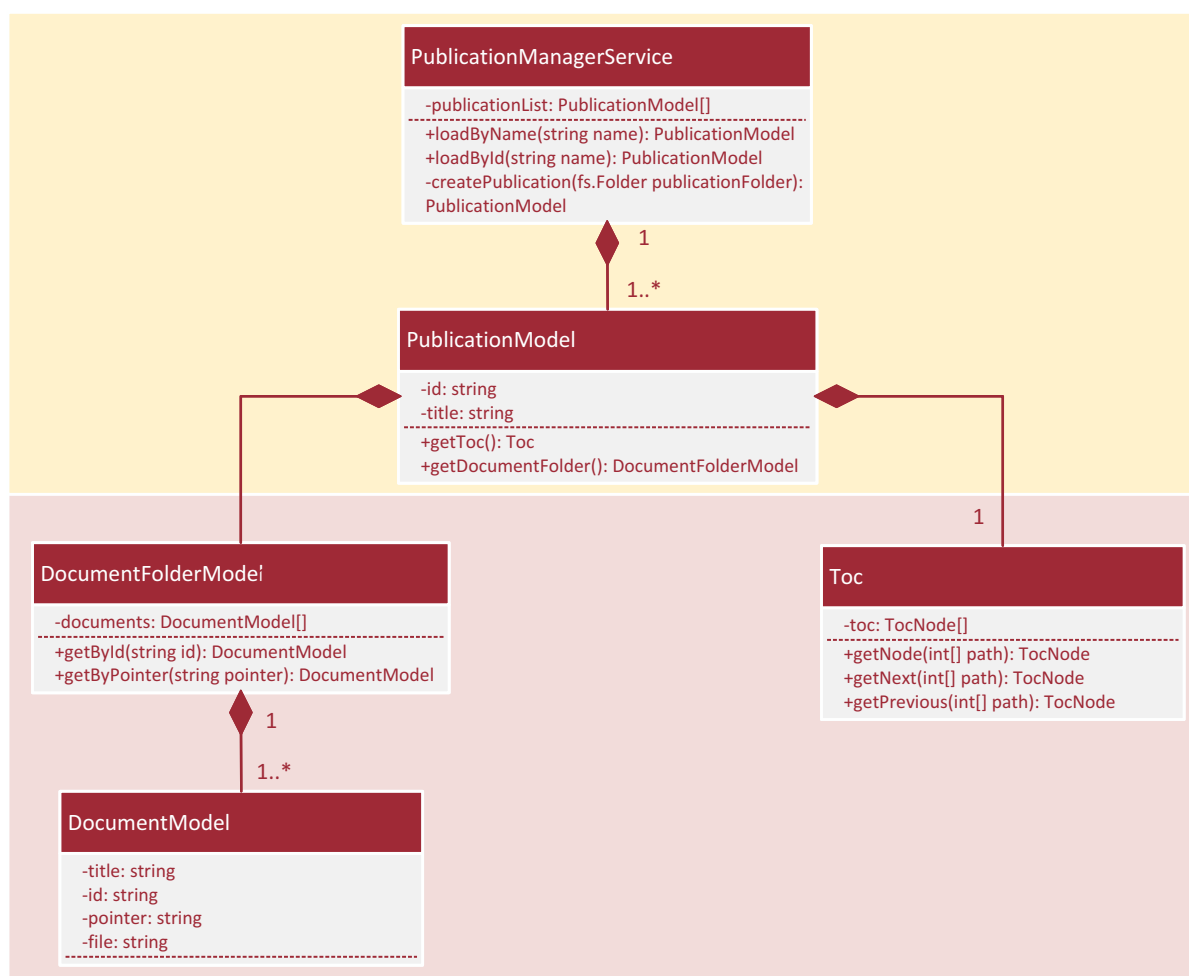 PublicationManagerService
-publicationList: PublicationModel[]
+loadByName(string name): PublicationModel
+loadById(string name): PublicationModel
-createPublication(fs.Folder publicationFolder):
PublicationModel
1
1..*
PublicationModel
-id: string
-title: string
+getToc(): Toc
+getDocumentFolder(): DocumentFolderModel
1
DocumentFolderModel
-documents: DocumentModel[]
+getById(string id): DocumentModel
+getByPointer(string pointer): DocumentModel
Toc
-toc: TocNode[]
+getNode(int[] path): TocNode
+getNext(int[] path): TocNode
+getPrevious(int[] path): TocNode
1
1..*
DocumentModel
-title: string
-id: string
-pointer: string
-file: string